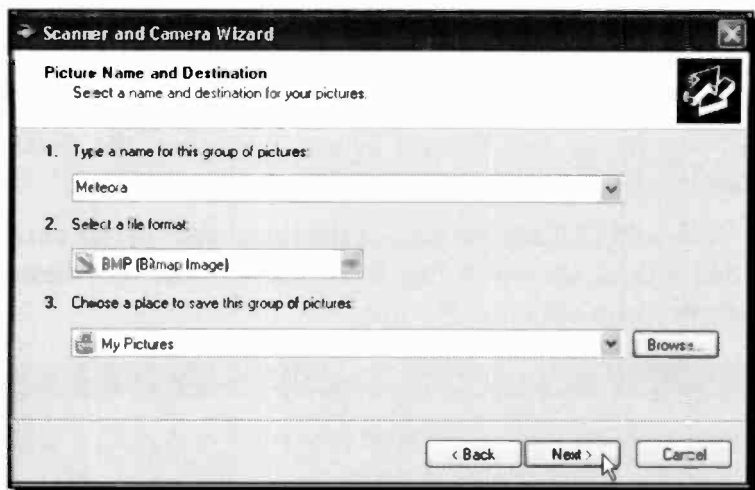 Scanner and Camera Wizard
Picture Name and Destination
Select a name and destination for your pictures.
1. Type a name for this group of pictures:
Meteora
2. Select a file format:
BMP (Bitmap Image)
3. Choose a place to save this group of pictures:
My Pictures
Browse...
< Back
Next >
Cancel